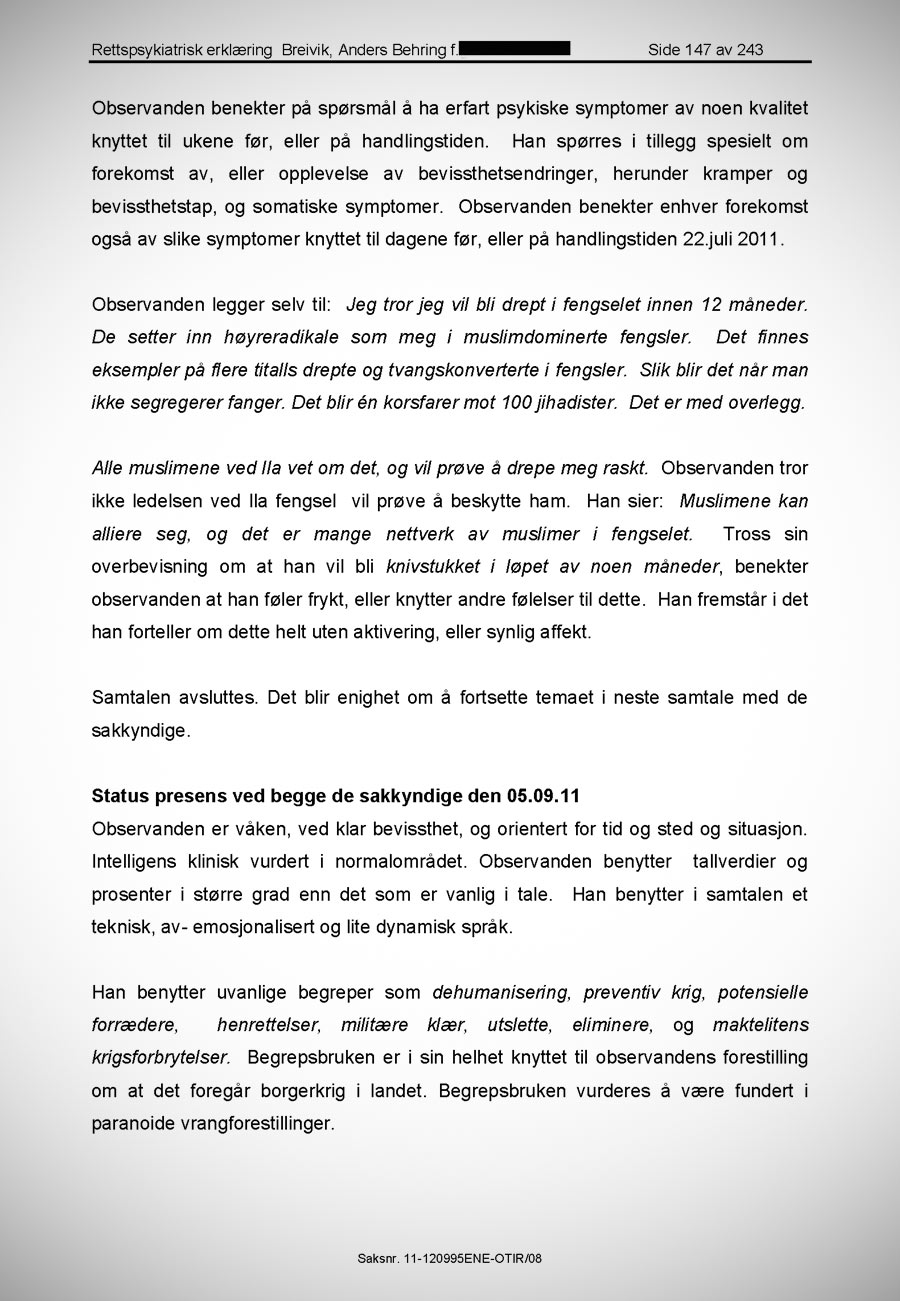 Rettspsykiatrisk erklæring  Breivik, Anders Behring f.
Side 147 av 243
Observanden benekter på spørsmål å ha erfart psykiske symptomer av noen kvalitet
knyttet til ukene før, eller på handlingstiden.  Han spørres i tillegg spesielt om
forekomst av, eller opplevelse av bevissthetsendringer, herunder kramper og
bevissthetstap, og somatiske symptomer.  Observanden benekter enhver forekomst
også av slike symptomer knyttet til dagene før, eller på handlingstiden 22.juli 2011.
Observanden legger selv til:  Jeg tror jeg vil bli drept i fengselet innen 12 måneder.
De setter inn høyreradikale som meg i muslimdominerte fengsler.  Det finnes
eksempler på flere titalls drepte og tvangskonverterte i fengsler.  Slik blir det når man
ikke segregerer fanger. Det blir én korsfarer mot 100 jihadister.  Det er med overlegg.
Alle muslimene ved Ila vet om det, og vil prøve å drepe meg raskt.  Observanden tror
ikke ledelsen ved Ila fengsel  vil prøve å beskytte ham.  Han sier:  Muslimene kan
alliere seg, og det er mange nettverk av muslimer i fengselet.  Tross sin
overbevisning om at han vil bli knivstukket i løpet av noen måneder, benekter
observanden at han føler frykt, eller knytter andre følelser til dette.  Han fremstår i det
han forteller om dette helt uten aktivering, eller synlig affekt.
Samtalen avsluttes. Det blir enighet om å fortsette temaet i neste samtale med de
sakkyndige.
Status presens ved begge de sakkyndige den 05.09.11
Observanden er våken, ved klar bevissthet, og orientert for tid og sted og situasjon.
Intelligens klinisk vurdert i normalområdet. Observanden benytter  tallverdier og
prosenter i større grad enn det som er vanlig i tale.  Han benytter i samtalen et
teknisk, av- emosjonalisert og lite dynamisk språk.
Han benytter uvanlige begreper som dehumanisering, preventiv krig, potensielle
forrædere,  henrettelser, militære klær, utslette, eliminere, og maktelitens
krigsforbrytelser.  Begrepsbruken er i sin helhet knyttet til observandens forestilling
om at det foregår borgerkrig i landet. Begrepsbruken vurderes å være fundert i
paranoide vrangforestillinger.
Saksnr. 11-120995ENE-OTIR/08